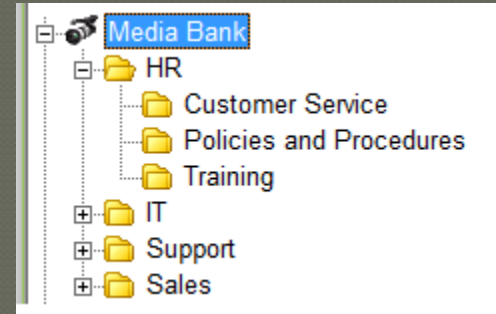 Media Bank
HR
Customer Service
Policies and Procedures
Training
IT
Support
Sales